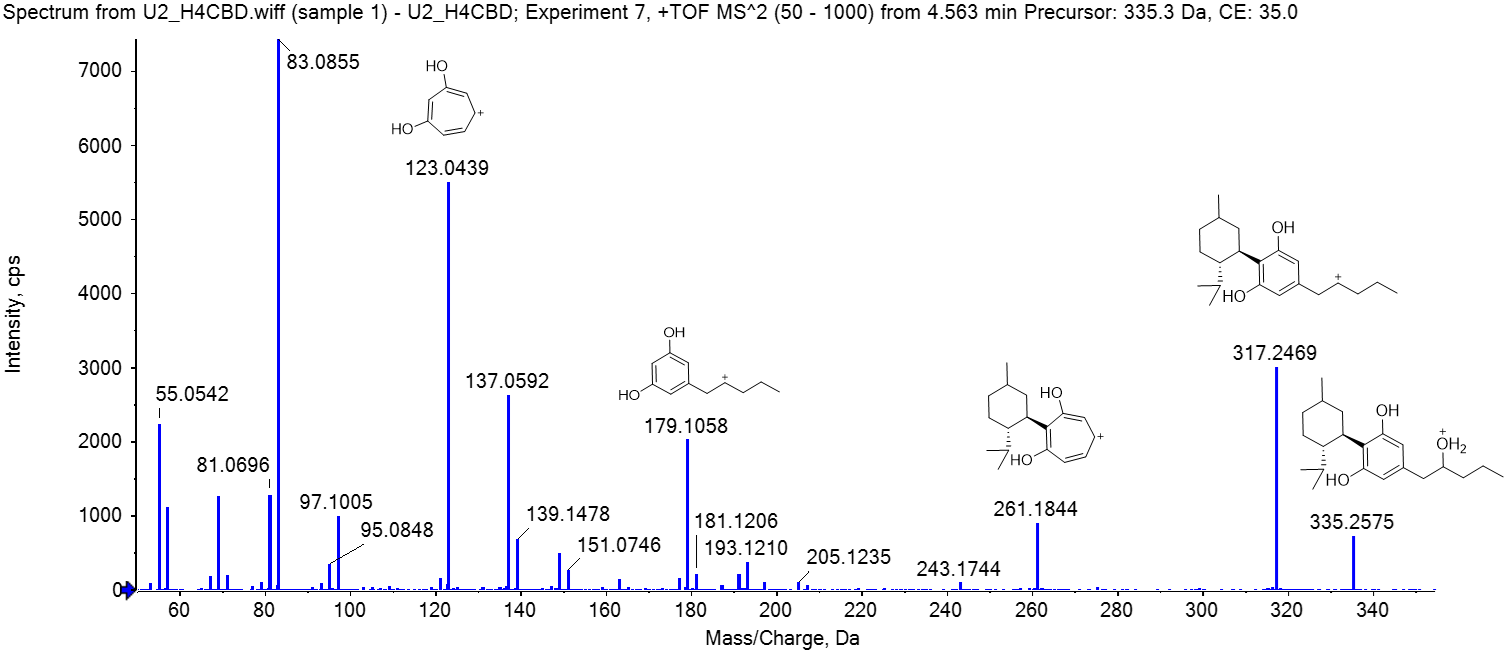 Spectrum from U2_H4CBD.wiff (sample 1) - U2_H4CBD; Experiment 7, +TOF MS^2 (50 - 1000) from 4.563 min Precursor: 335.3 Da, CE: 35.0
7000
6000
5000
4000
3000
2000
1000
0
Intensity, cps
83.0855
HO
HO
+
123.0439
55.0542
81.0696
97.1005
95.0848
137.0592
139.1478
151.0746
OH
HO
+
179.1058
181.1206
193.1210
205.1235
243.1744
HO
HO
+
261.1844
OH
HO
+
317.2469
OH
HO
+
OH2
335.2575
60 80 100 120 140 160 180 200 220 240 260 280 300 320 340
Mass/Charge, Da